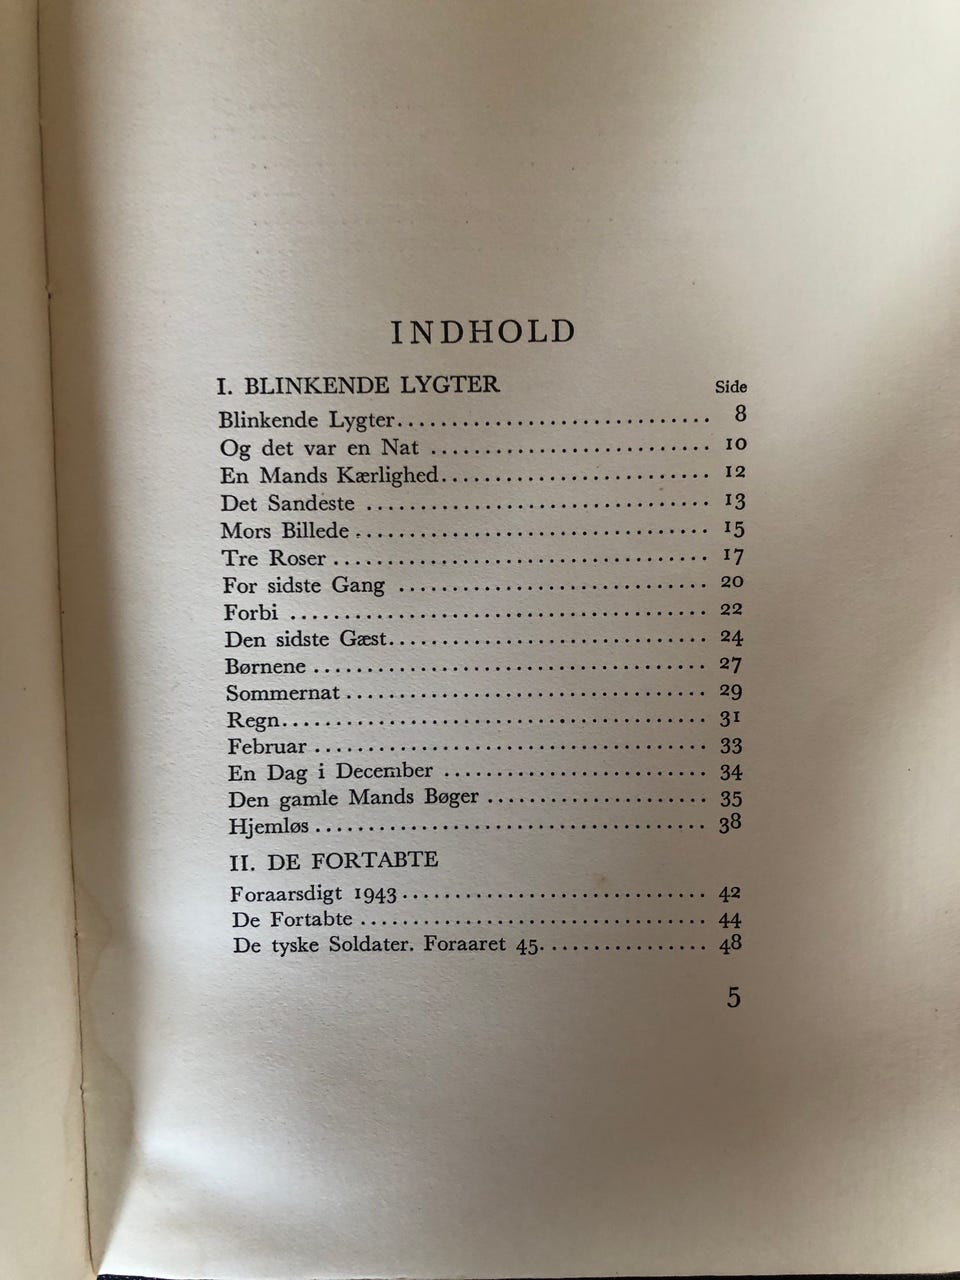 INDHOLD
I. BLINKENDE LYGTER Side
Blinkende Lygter............................ 8
Og det var en Nat ......................... 10
En Mands Kærlighed........................ 12
Det Sandeste ............................... 13
Mors Billede ................................ 15
Tre Roser .................................. 17
For sidste Gang ............................ 20
Forbi ...................................... 22
Den sidste Gæst............................. 24
Børnene .................................... 27
Sommernat ................................. 29
Regn....................................... 31
Februar .................................... 33
En Dag i December ........................ 34
Den gamle Mands Bøger .................... 35
Hjemløs .................................... 38
II. DE FORTABTE
Foraarsdigt 1943............................ 42
De Fortabte ................................ 44
De tyske Soldater. Foraaret 45................ 48
5